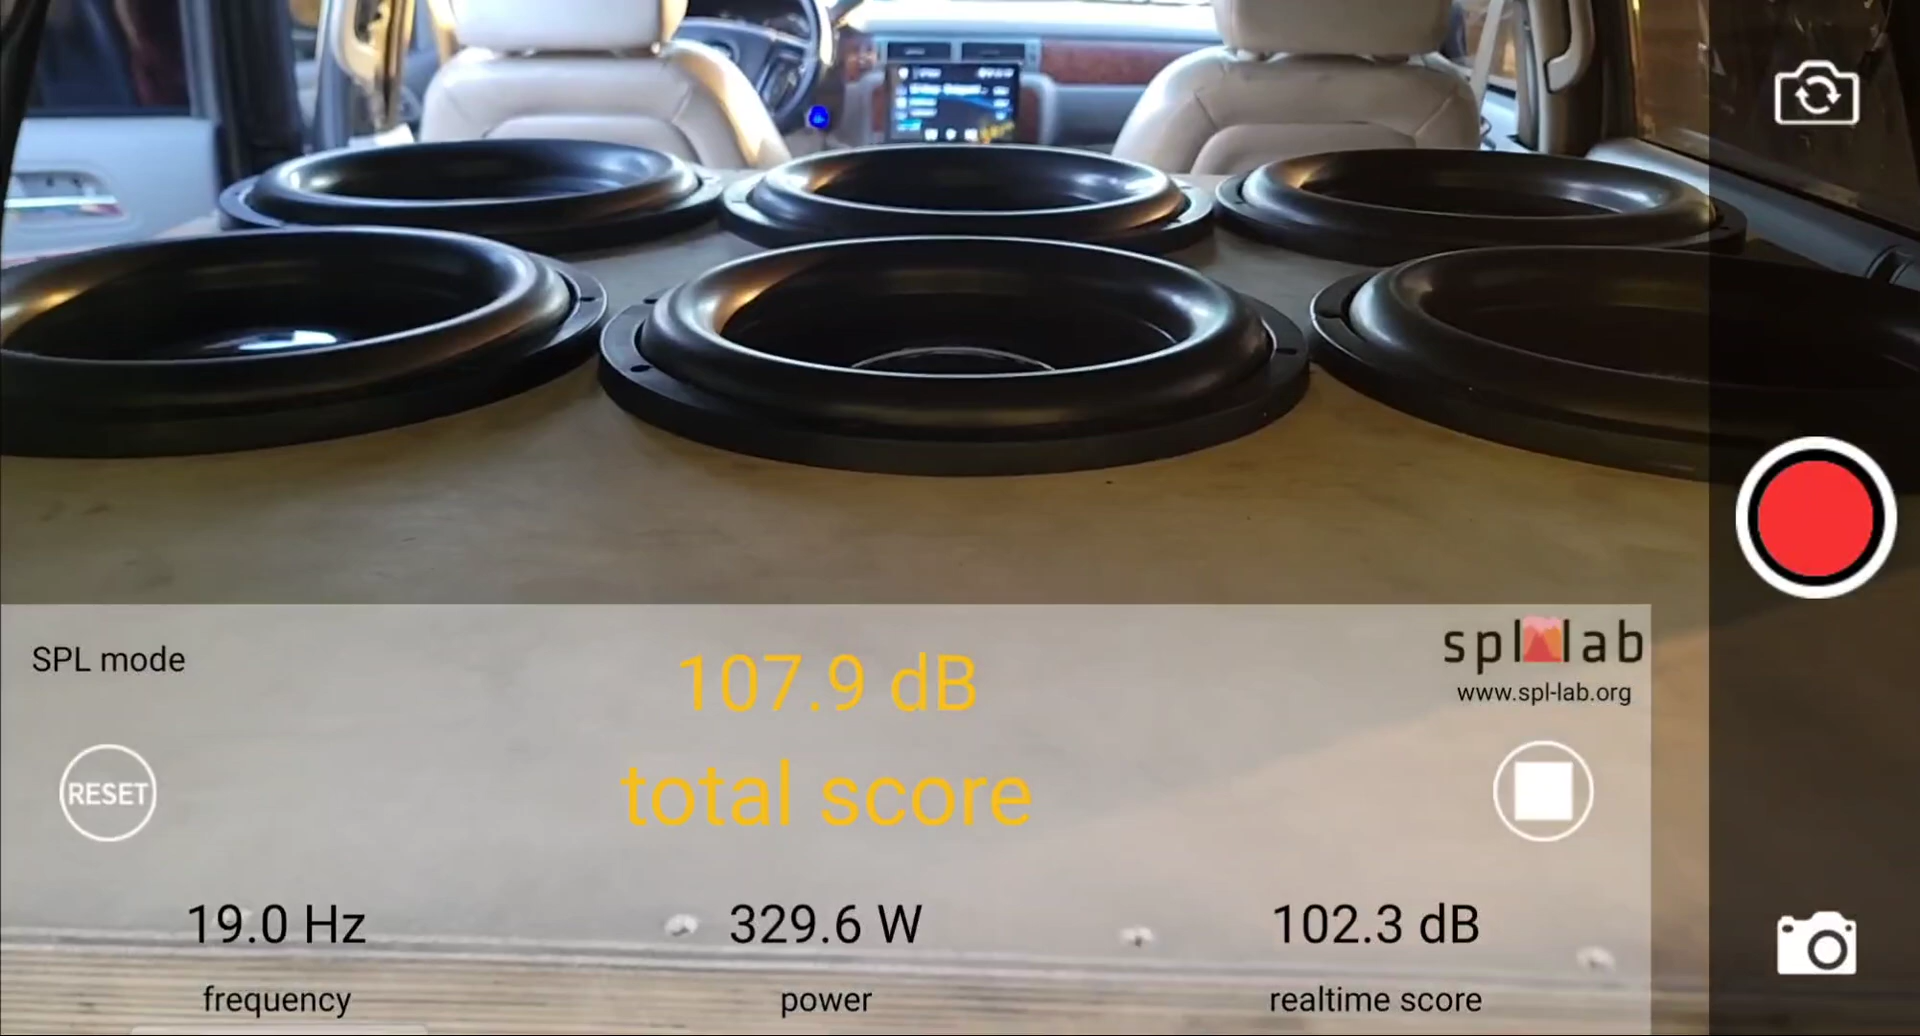 SPL mode
107.9 dB
total score
spl lab
www.spl-lab.org
RESET
19.0 Hz
329.6 W
102.3 dB
frequency
power
realtime score